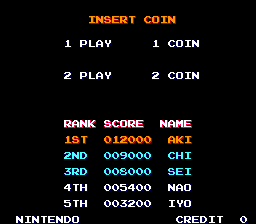 INSERT COIN
1 PLAY 1 COIN
2 PLAY 2 COIN
RANK SCORE NAME
1ST 012000 AKI
2ND 009000 CHI
3RD 008000 SEI
4TH 005400 NAO
5TH 003200 IYO
NINTENDO CREDIT 0